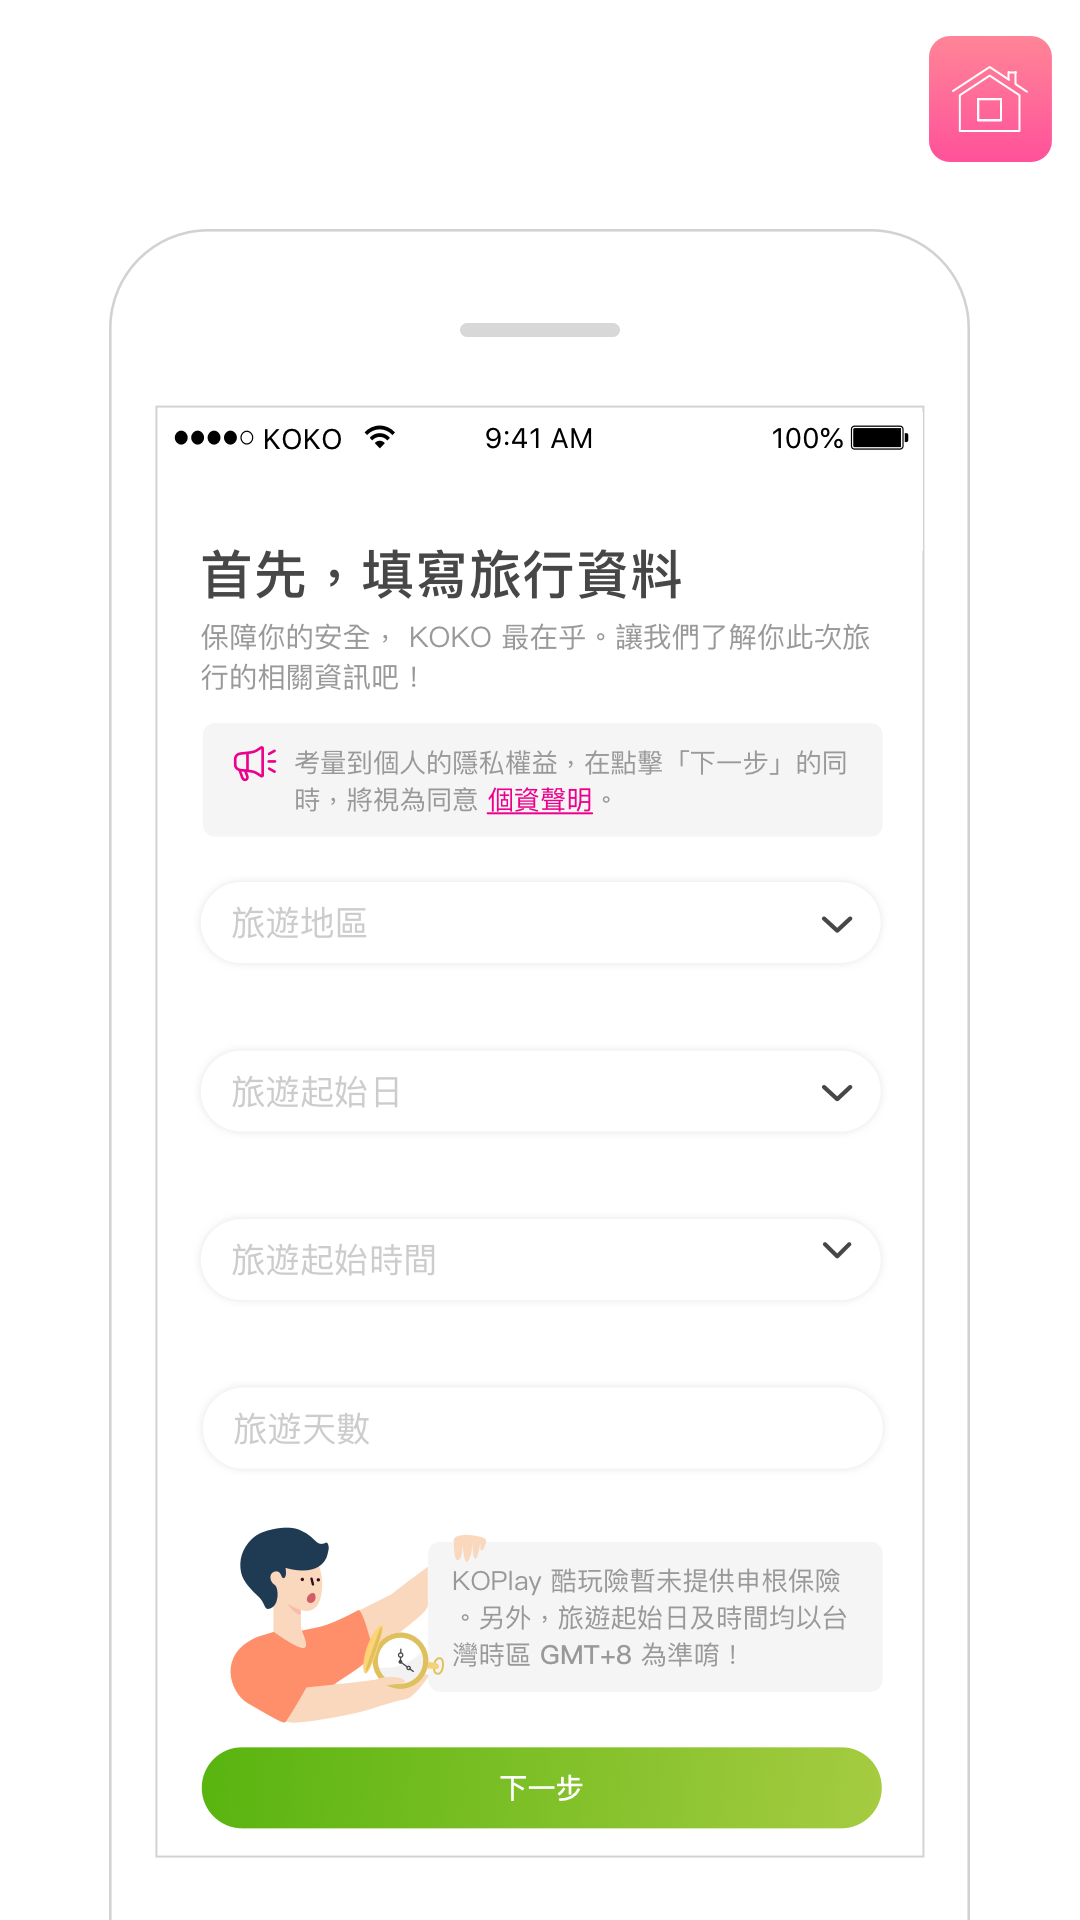 KOKO 9:41 AM 100%
首先，填寫旅行資料
保障你的安全， KOKO 最在乎。讓我們了解你此次旅
行的相關資訊吧！
考量到個人的隱私權益，在點擊「下一步」的同
時，將視為同意 個資聲明。
旅遊地區
旅遊起始日
旅遊起始時間
旅遊天數
KOPlay 酷玩險暫未提供申根保險
。另外，旅遊起始日及時間均以台
灣時區 GMT+8 為準唷！
下一步